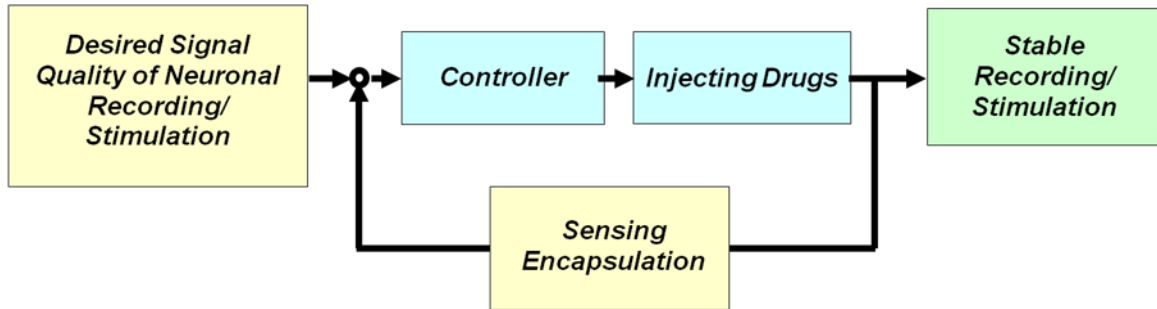 Desired Signal
Quality of Neuronal
Recording/
Stimulation
Controller
Injecting Drugs
Stable
Recording/
Stimulation
Sensing
Encapsulation